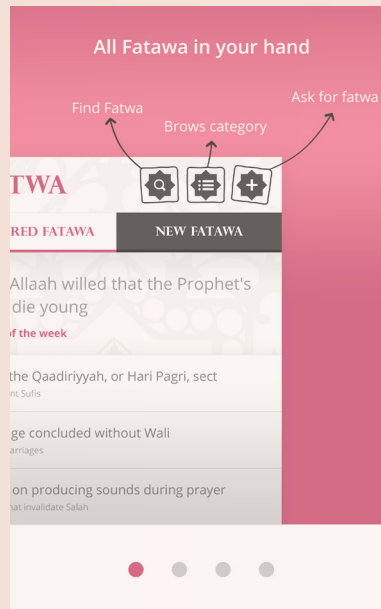 All Fatawa in your hand
Find Fatwa
Brows category
Ask for fatwa
TWA
RED FATAWA
NEW FATAWA
Allaah willed that the Prophet's
die young
of the week
the Qaadiriyyah, or Hari Pagri, sect
nt Sufis
ge concluded without Wali
arriages
on producing sounds during prayer
hat invalidate Salah